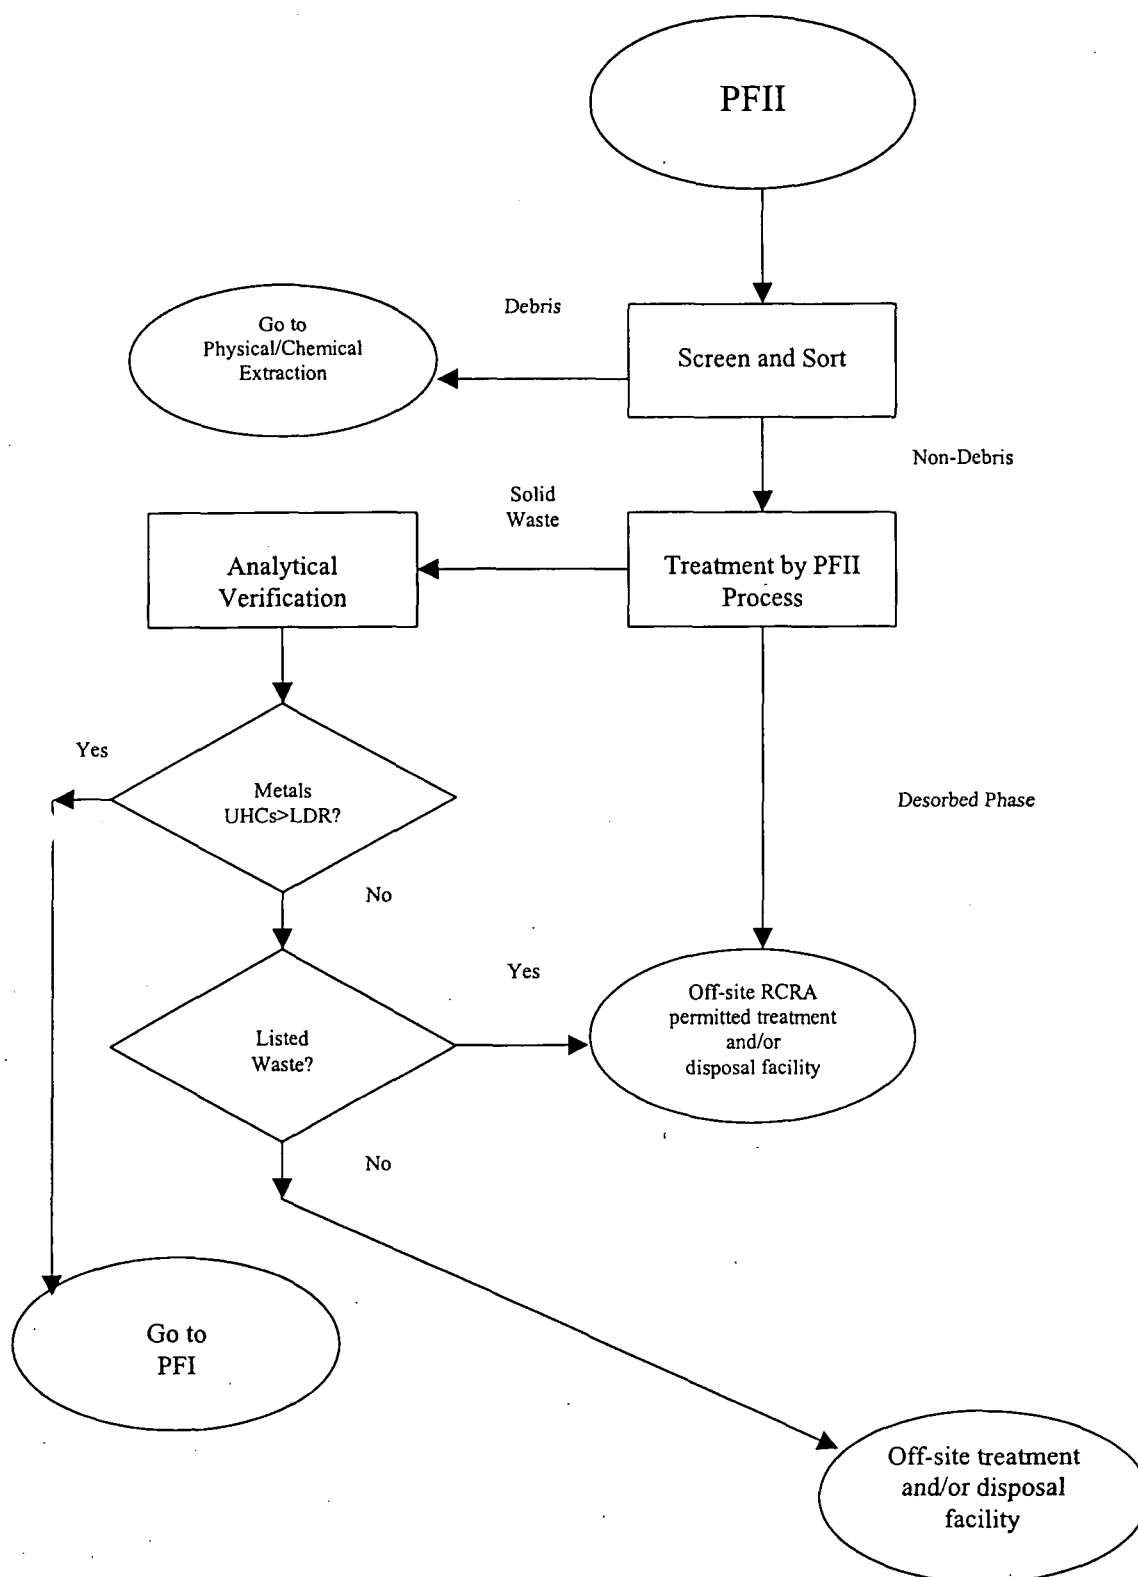 PFII
Debris
Go to
Physical/Chemical
Extraction
Screen and Sort
Non-Debris
Solid
Waste
Analytical
Verification
Treatment by PFII
Process
Yes
Metals
UHCs>LDR?
Desorbed Phase
No
Yes
Off-site RCRA
permitted treatment
and/or
disposal facility
Listed
Waste?
No
Go to
PFI
Off-site treatment
and/or disposal
facility